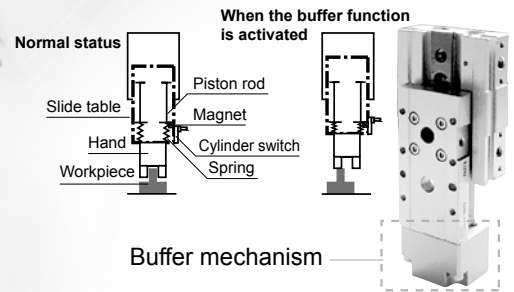 Normal status
When the buffer function
is activated
Piston rod
Slide table
Magnet
Hand
Cylinder switch
Workpiece
Spring
Buffer mechanism